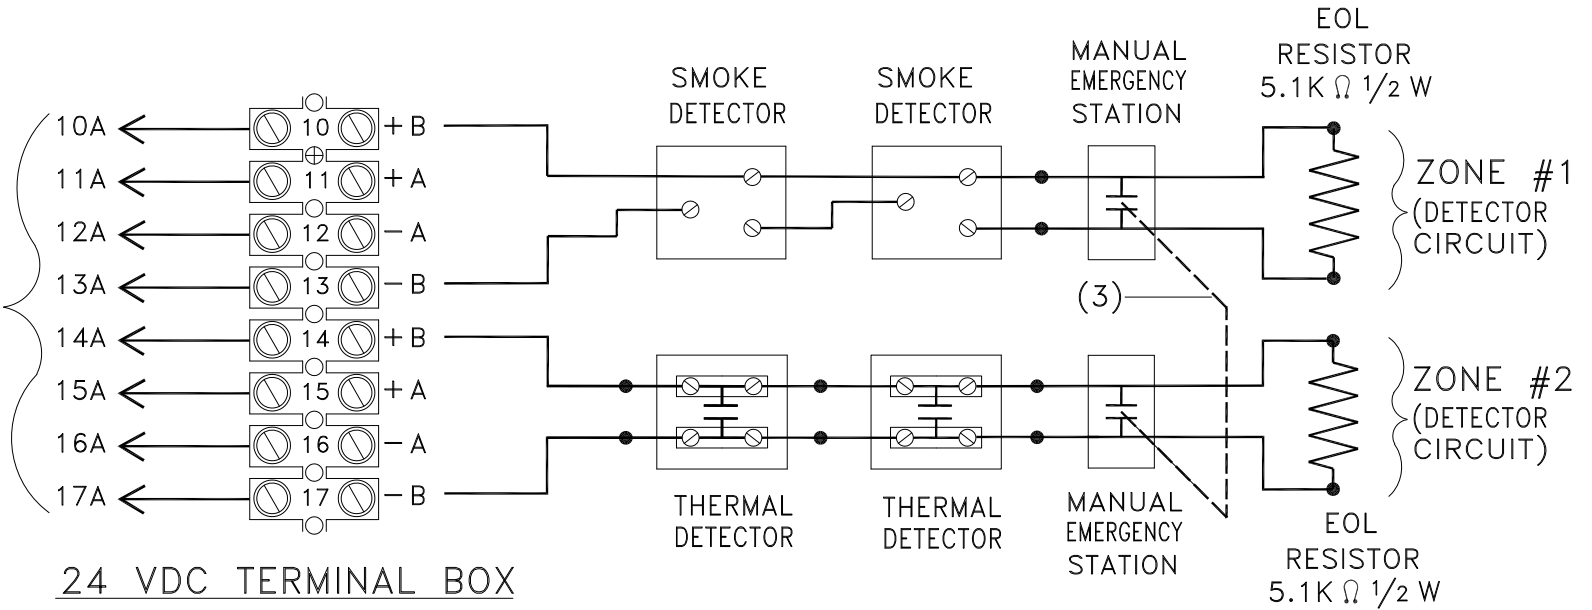 EOL
RESISTOR
5.1K Ω 1/2 W
MANUAL
EMERGENCY
STATION
SMOKE
DETECTOR
SMOKE
DETECTOR
10A 10 +B
11A 11 +A
12A 12 −A
13A 13 −B
14A 14 +B
15A 15 +A
16A 16 −A
17A 17 −B
ZONE #1
(DETECTOR
CIRCUIT)
(3)
ZONE #2
(DETECTOR
CIRCUIT)
THERMAL
DETECTOR
THERMAL
DETECTOR
MANUAL
EMERGENCY
STATION
EOL
RESISTOR
5.1K Ω 1/2 W
24 VDC TERMINAL BOX